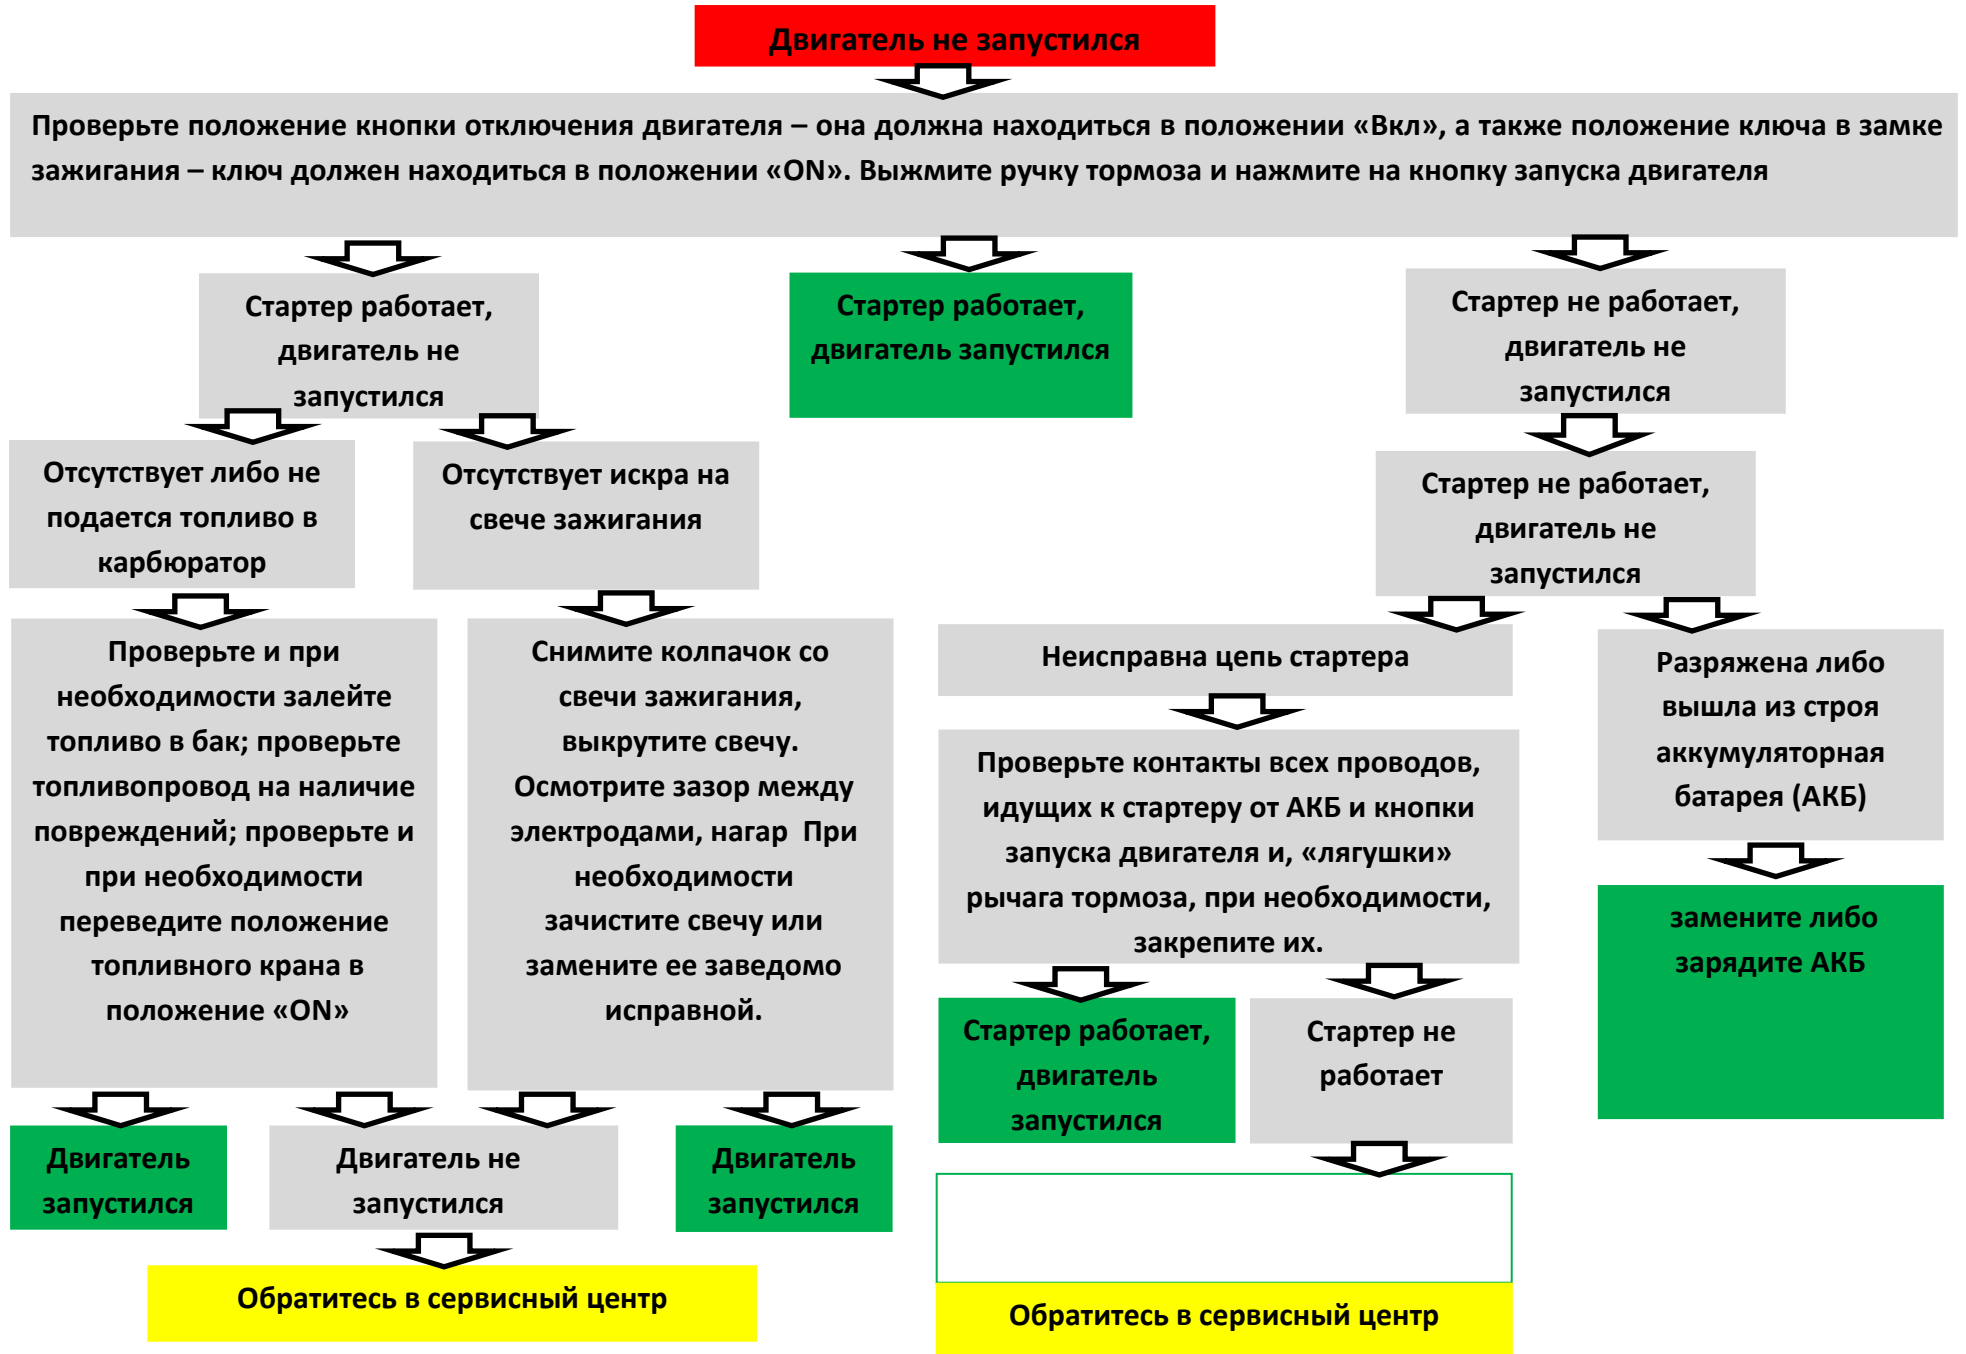 Двигатель не запустился
Проверьте положение кнопки отключения двигателя – она должна находиться в положении «Вкл», а также положение ключа в замке
зажигания – ключ должен находиться в положении «ON». Выжмите ручку тормоза и нажмите на кнопку запуска двигателя
Стартер работает,
двигатель не
запустился
Стартер работает,
двигатель запустился
Стартер не работает,
двигатель не
запустился
Отсутствует либо не
подается топливо в
карбюратор
Отсутствует искра на
свече зажигания
Стартер не работает,
двигатель не
запустился
Проверьте и при
необходимости залейте
топливо в бак; проверьте
топливопровод на наличие
повреждений; проверьте и
при необходимости
переведите положение
топливного крана в
положение «ON»
Снимите колпачок со
свечи зажигания,
выкрутите свечу.
Осмотрите зазор между
электродами, нагар  При
необходимости
зачистите свечу или
замените ее заведомо
исправной.
Неисправна цепь стартера
Проверьте контакты всех проводов,
идущих к стартеру от АКБ и кнопки
запуска двигателя и, «лягушки»
рычага тормоза, при необходимости,
закрепите их.
Разряжена либо
вышла из строя
аккумуляторная
батарея (АКБ)
замените либо
зарядите АКБ
Стартер работает,
двигатель
запустился
Стартер не
работает
Двигатель
запустился
Двигатель не
запустился
Двигатель
запустился
Обратитесь в сервисный центр
Обратитесь в сервисный центр